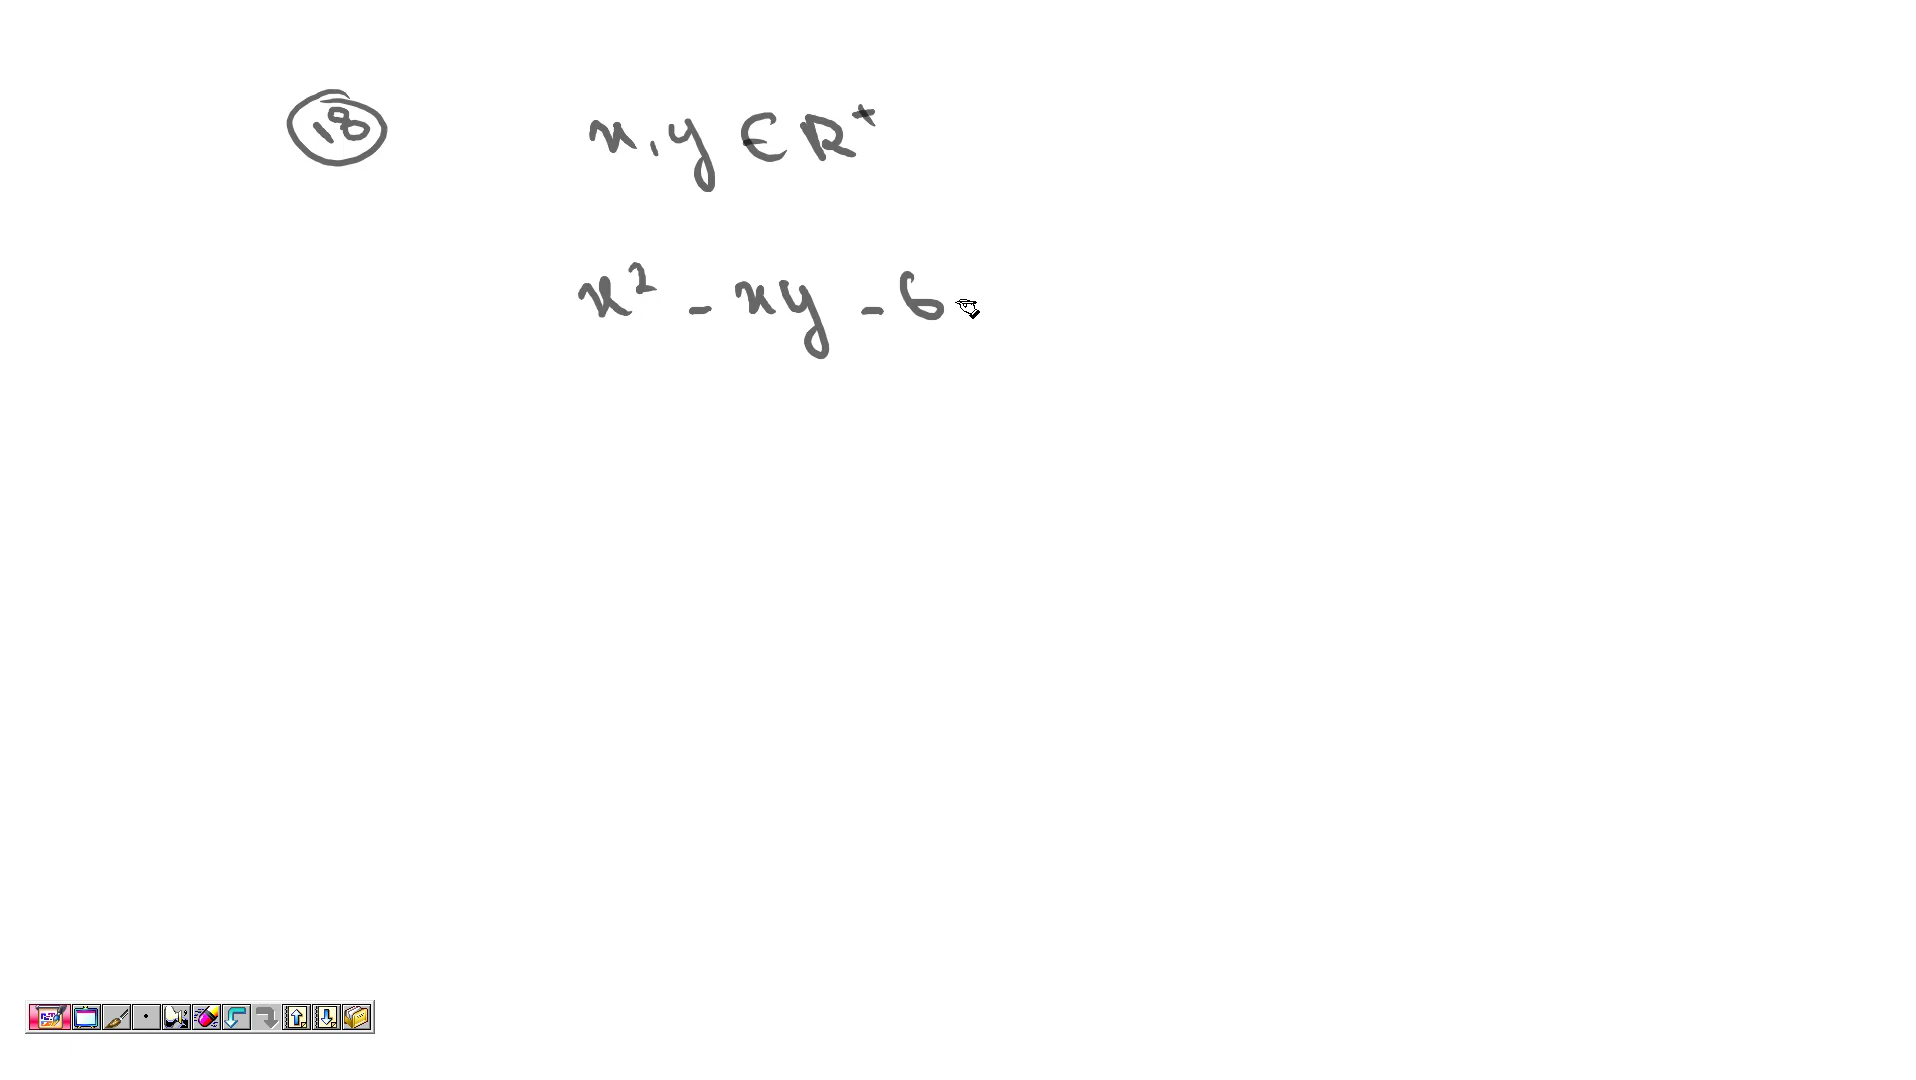 18 x, y ∈ R⁺
x² - xy - 6